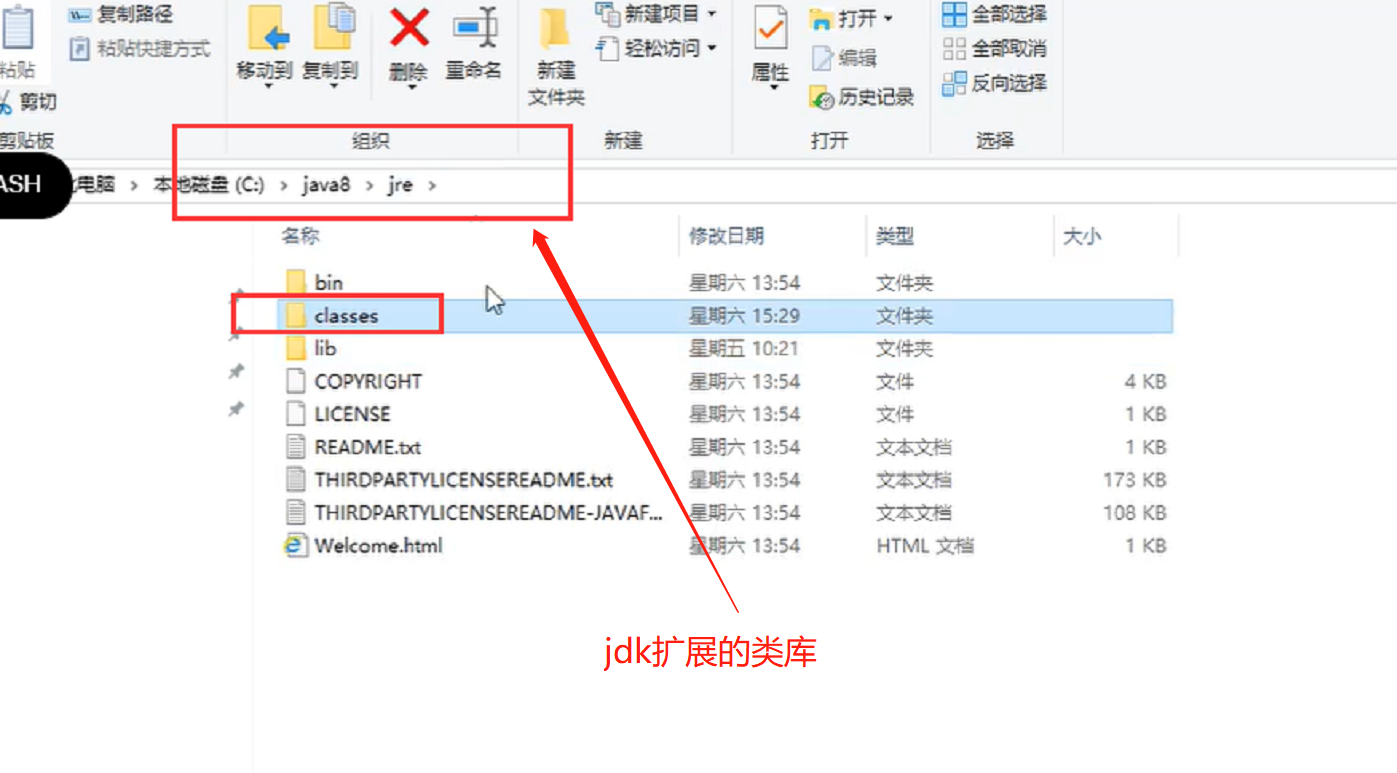 复制路径
粘贴快捷方式
粘贴
剪切
剪贴板
移动到 复制到 删除 重命名
组织
新建
文件夹
新建项目
轻松访问
新建
属性
打开
编辑
历史记录
打开
全部选择
全部取消
反向选择
选择
ASH
电脑 › 本地磁盘 (C:) › java8 › jre ›
名称 修改日期 类型 大小
bin 星期六 13:54 文件夹
classes 星期六 15:29 文件夹
lib 星期五 10:21 文件夹
COPYRIGHT 星期六 13:54 文件 4 KB
LICENSE 星期六 13:54 文件 1 KB
README.txt 星期六 13:54 文本文档 1 KB
THIRDPARTYLICENSEREADME.txt 星期六 13:54 文本文档 173 KB
THIRDPARTYLICENSEREADME-JAVAF... 星期六 13:54 文本文档 108 KB
Welcome.html 星期六 13:54 HTML 文档 1 KB
jdk扩展的类库